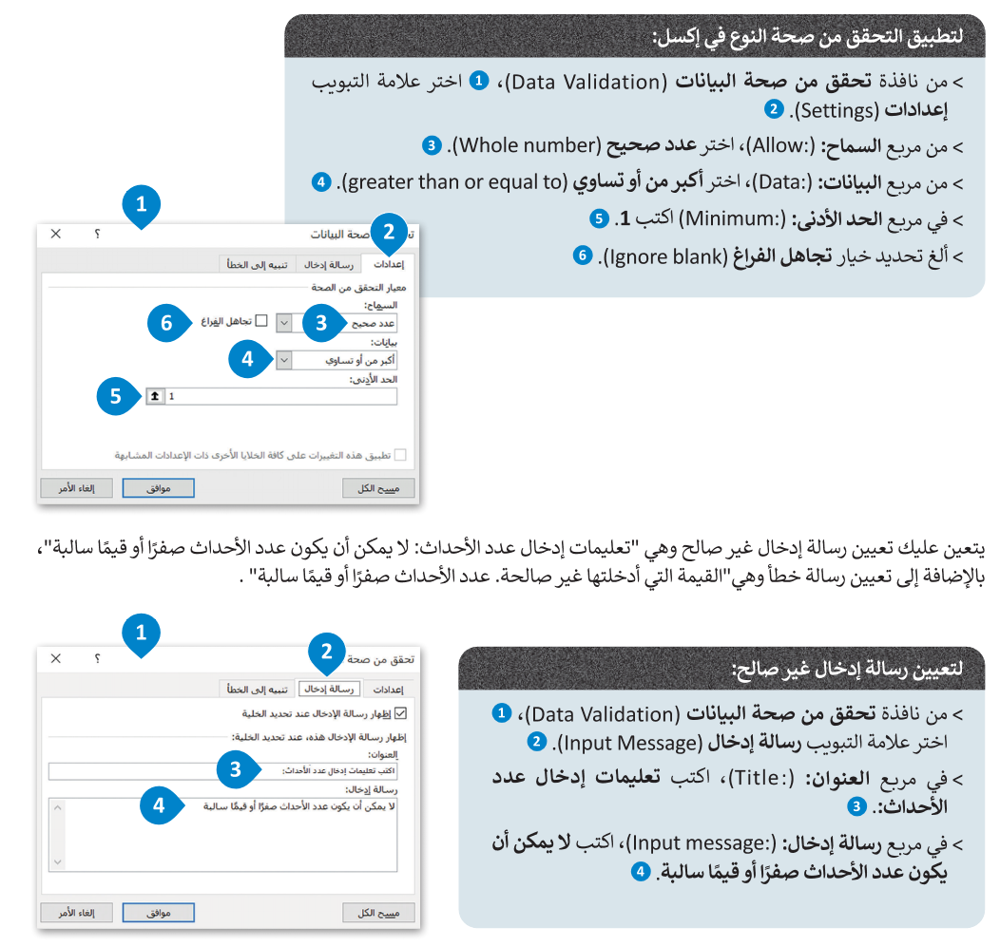 لتطبيق التحقق من صحة النوع في إكسل:
> من نافذة تحقق من صحة البيانات (Data Validation)، 1 اختر علامة التبويب
إعدادات (Settings). 2
> من مربع السماح: (Allow:)، اختر عدد صحيح (Whole number). 3
> من مربع البيانات: (Data:)، اختر أكبر من أو تساوي (greater than or equal to). 4
> في مربع الحد الأدنى: (Minimum:) اكتب 1. 5
> ألغ تحديد خيار تجاهل الفراغ (Ignore blank). 6
1
2
صحة البيانات
؟
إعدادات
رسالة إدخال
تنبيه إلى الخطأ
معيار التحقق من الصحة
السماح:
عدد صحيح
3
تجاهل الفراغ
6
بيانات:
أكبر من أو تساوي
4
الحد الأدنى:
1
5
تطبيق هذه التغييرات على كافة الخلايا الأخرى ذات الإعدادات المشابهة
مسح الكل
موافق
إلغاء الأمر
يتعين عليك تعيين رسالة إدخال غير صالح وهي "تعليمات إدخال عدد الأحداث: لا يمكن أن يكون عدد الأحداث صفرًا أو قيمًا سالبة"،
بالإضافة إلى تعيين رسالة خطأ وهي"القيمة التي أدخلتها غير صالحة. عدد الأحداث صفرًا أو قيمًا سالبة" .
لتعيين رسالة إدخال غير صالح:
> من نافذة تحقق من صحة البيانات (Data Validation)، 1
اختر علامة التبويب رسالة إدخال (Input Message). 2
> في مربع العنوان: (Title:)، اكتب تعليمات إدخال عدد
الأحداث:. 3
> في مربع رسالة إدخال: (Input message:)، اكتب لا يمكن أن
يكون عدد الأحداث صفرًا أو قيمًا سالبة. 4
1
2
تحقق من صحة
؟
إعدادات
رسالة إدخال
تنبيه إلى الخطأ
إظهار رسالة الإدخال عند تحديد الخلية
إظهار رسالة الإدخال هذه، عند تحديد الخلية:
العنوان:
اكتب تعليمات إدخال عدد الأحداث:
3
رسالة إدخال:
لا يمكن أن يكون عدد الأحداث صفرًا أو قيمًا سالبة
4
مسح الكل
موافق
إلغاء الأمر